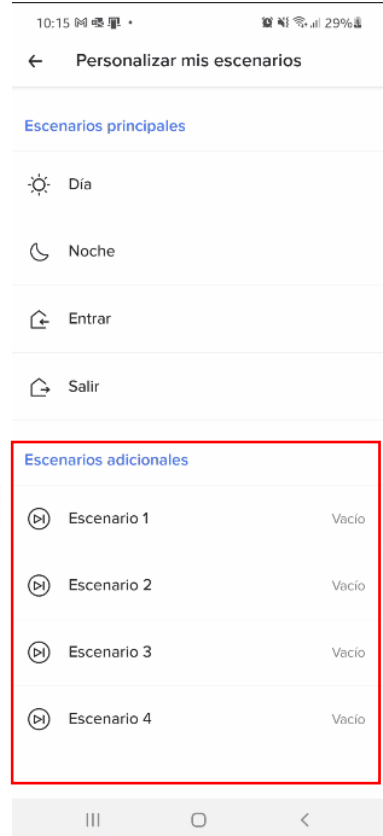 10:15 29%
Personalizar mis escenarios
Escenarios principales
Día
Noche
Entrar
Salir
Escenarios adicionales
Escenario 1 Vacío
Escenario 2 Vacío
Escenario 3 Vacío
Escenario 4 Vacío